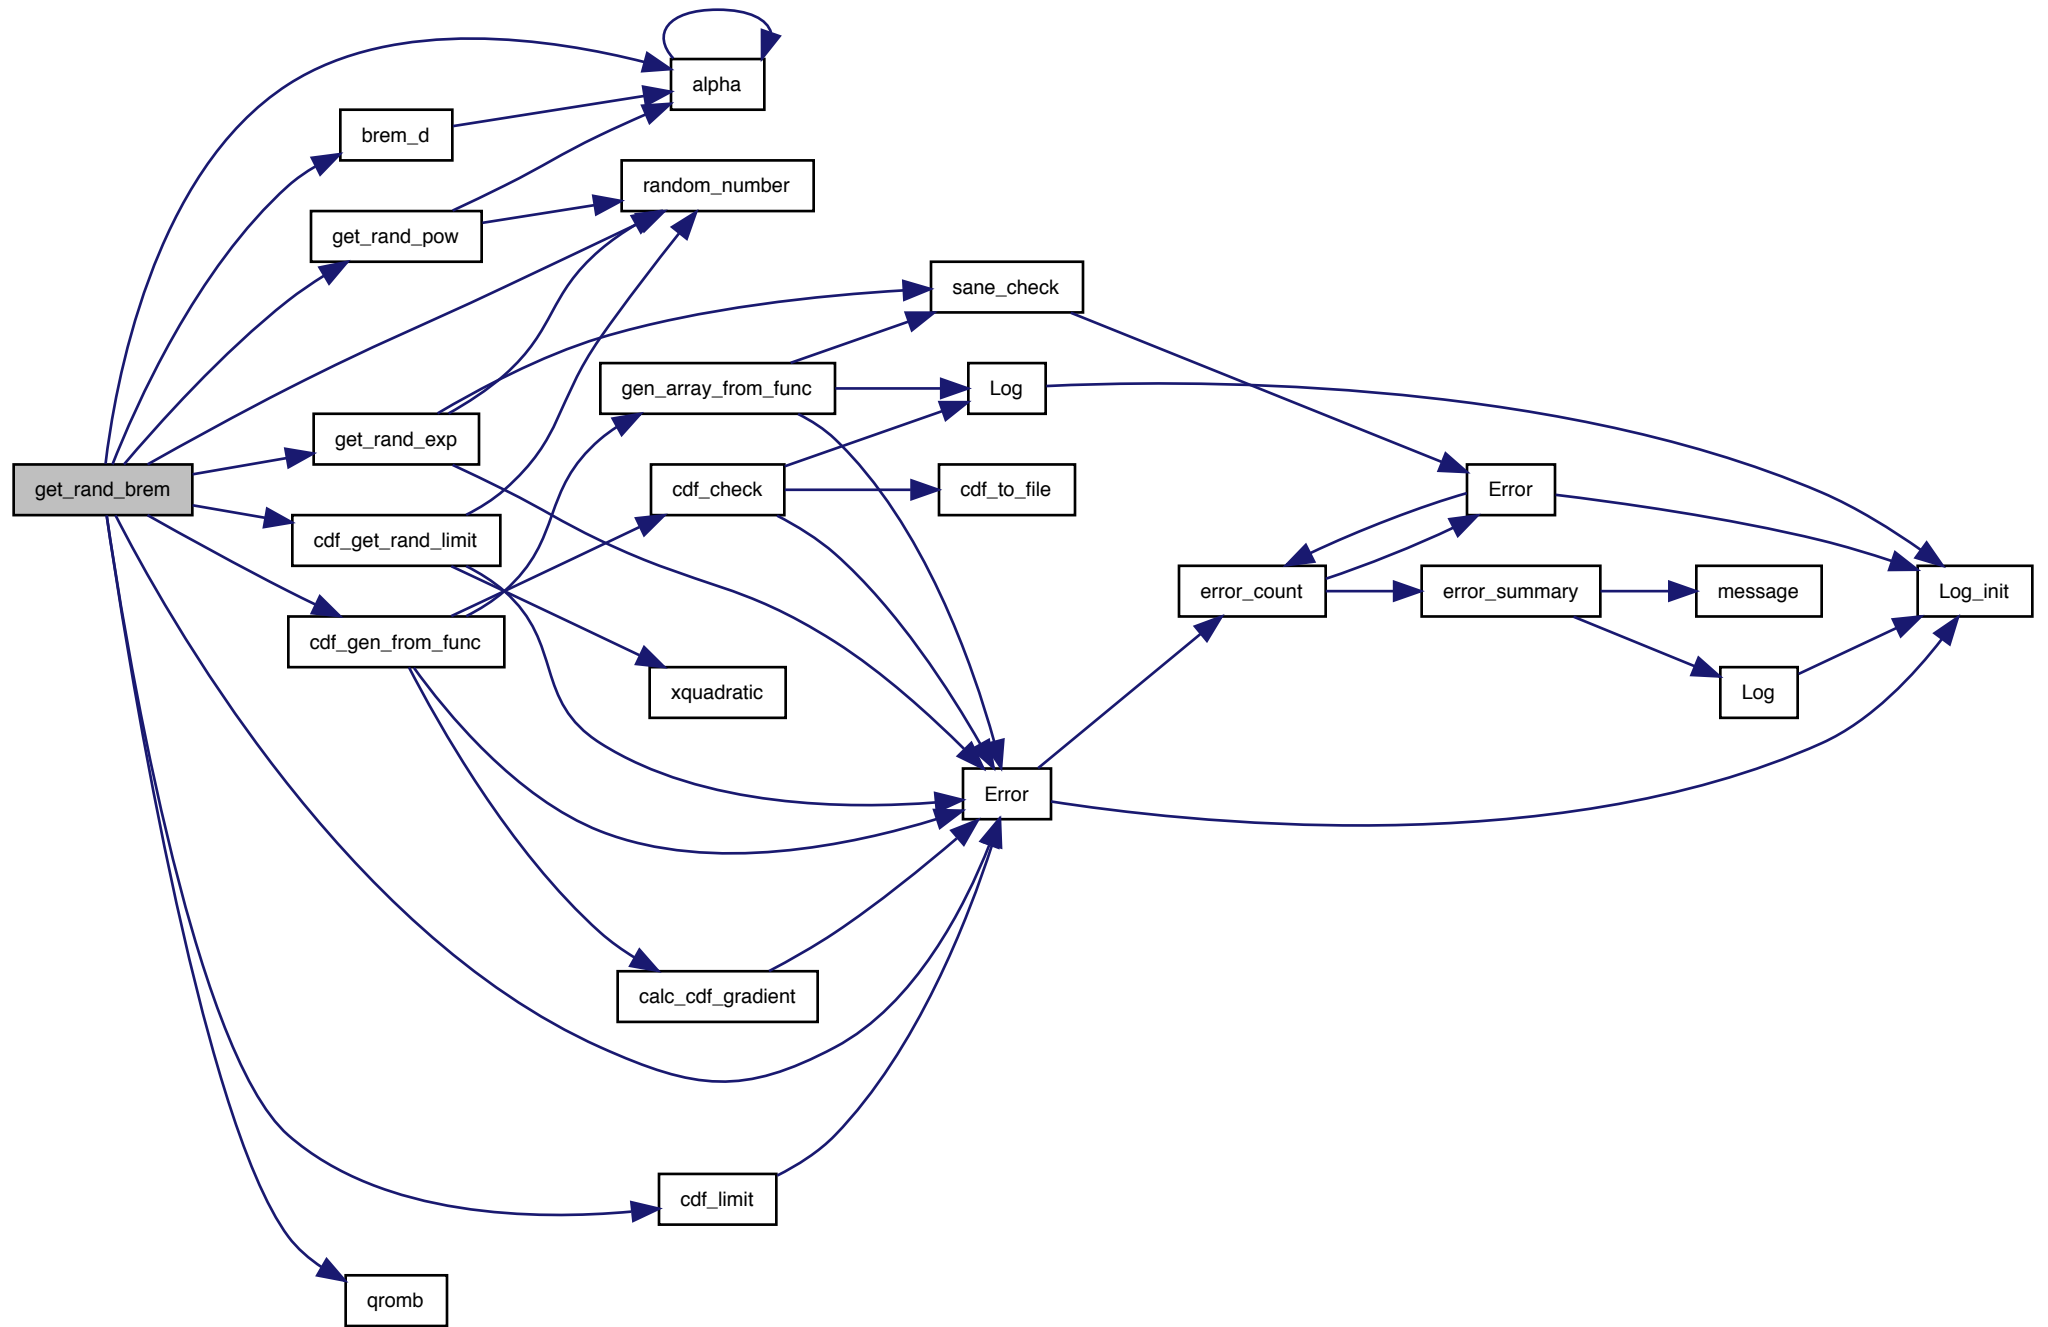 alpha
brem_d
random_number
get_rand_pow
sane_check
gen_array_from_func
Log
get_rand_exp
get_rand_brem
cdf_check
cdf_to_file
Error
cdf_get_rand_limit
error_count
error_summary
message
Log_init
cdf_gen_from_func
xquadratic
Log
Error
calc_cdf_gradient
cdf_limit
qromb